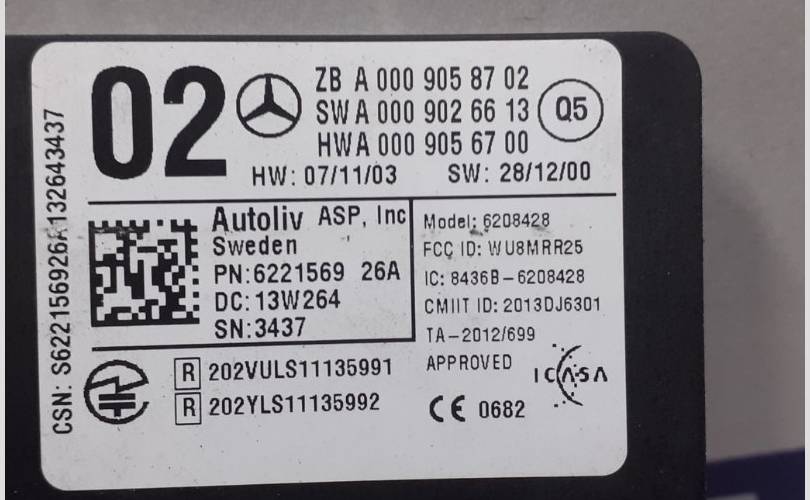 02
ZB A 000 905 87 02
SW A 000 902 66 13
HW A 000 905 67 00
Q5
HW: 07/11/03 SW: 28/12/00
Autoliv ASP, Inc
Sweden
PN:6221569 26A
DC: 13W264
SN:3437
Model: 6208428
FCC ID: WU8MRR25
IC: 8436B-6208428
CMIIT ID: 2013DJ6301
TA-2012/699
APPROVED
ICASA
R 202VULS11135991
R 202YLS11135992
CE 0682
CSN: S622156926A132643437